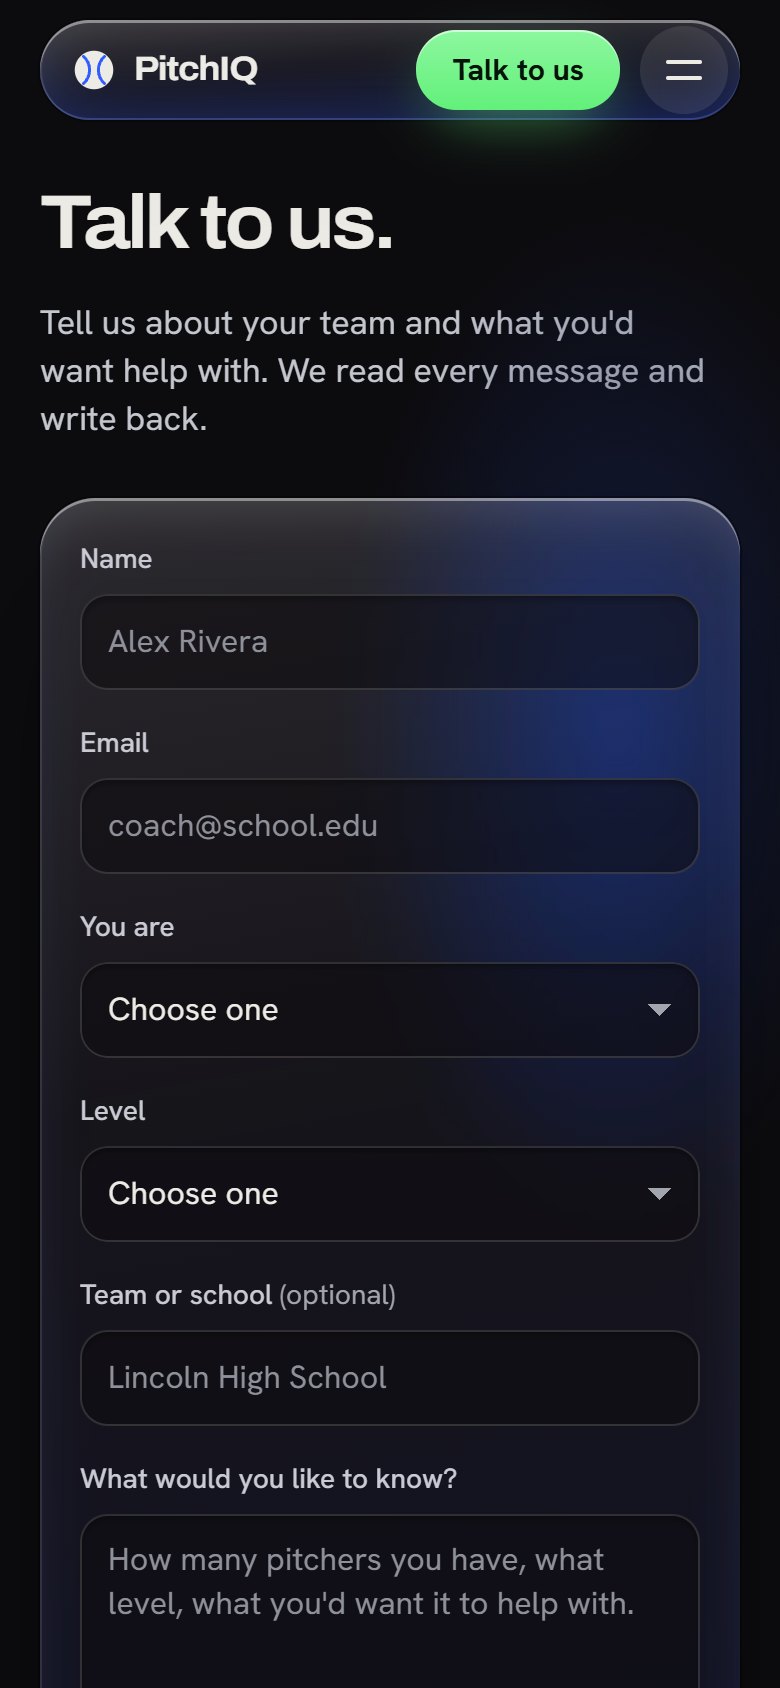 PitchIQ
Talk to us
Talk to us.
Tell us about your team and what you'd
want help with. We read every message and
write back.
Name
Alex Rivera
Email
coach@school.edu
You are
Choose one
Level
Choose one
Team or school (optional)
Lincoln High School
What would you like to know?
How many pitchers you have, what
level, what you'd want it to help with.